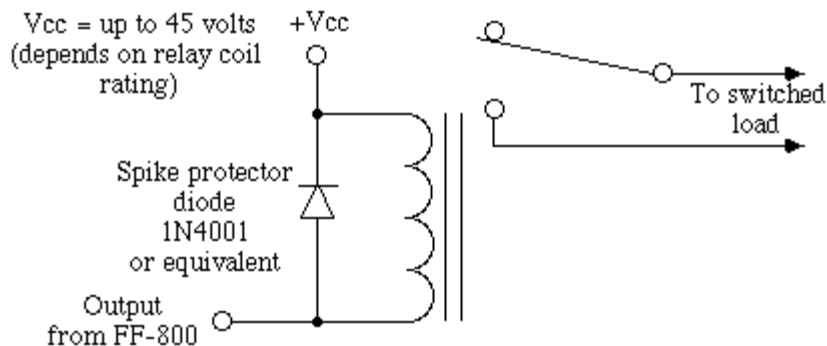 Vcc = up to 45 volts
(depends on relay coil
rating)
+Vcc
To switched
load
Spike protector
diode
1N4001
or equivalent
Output
from FF-800